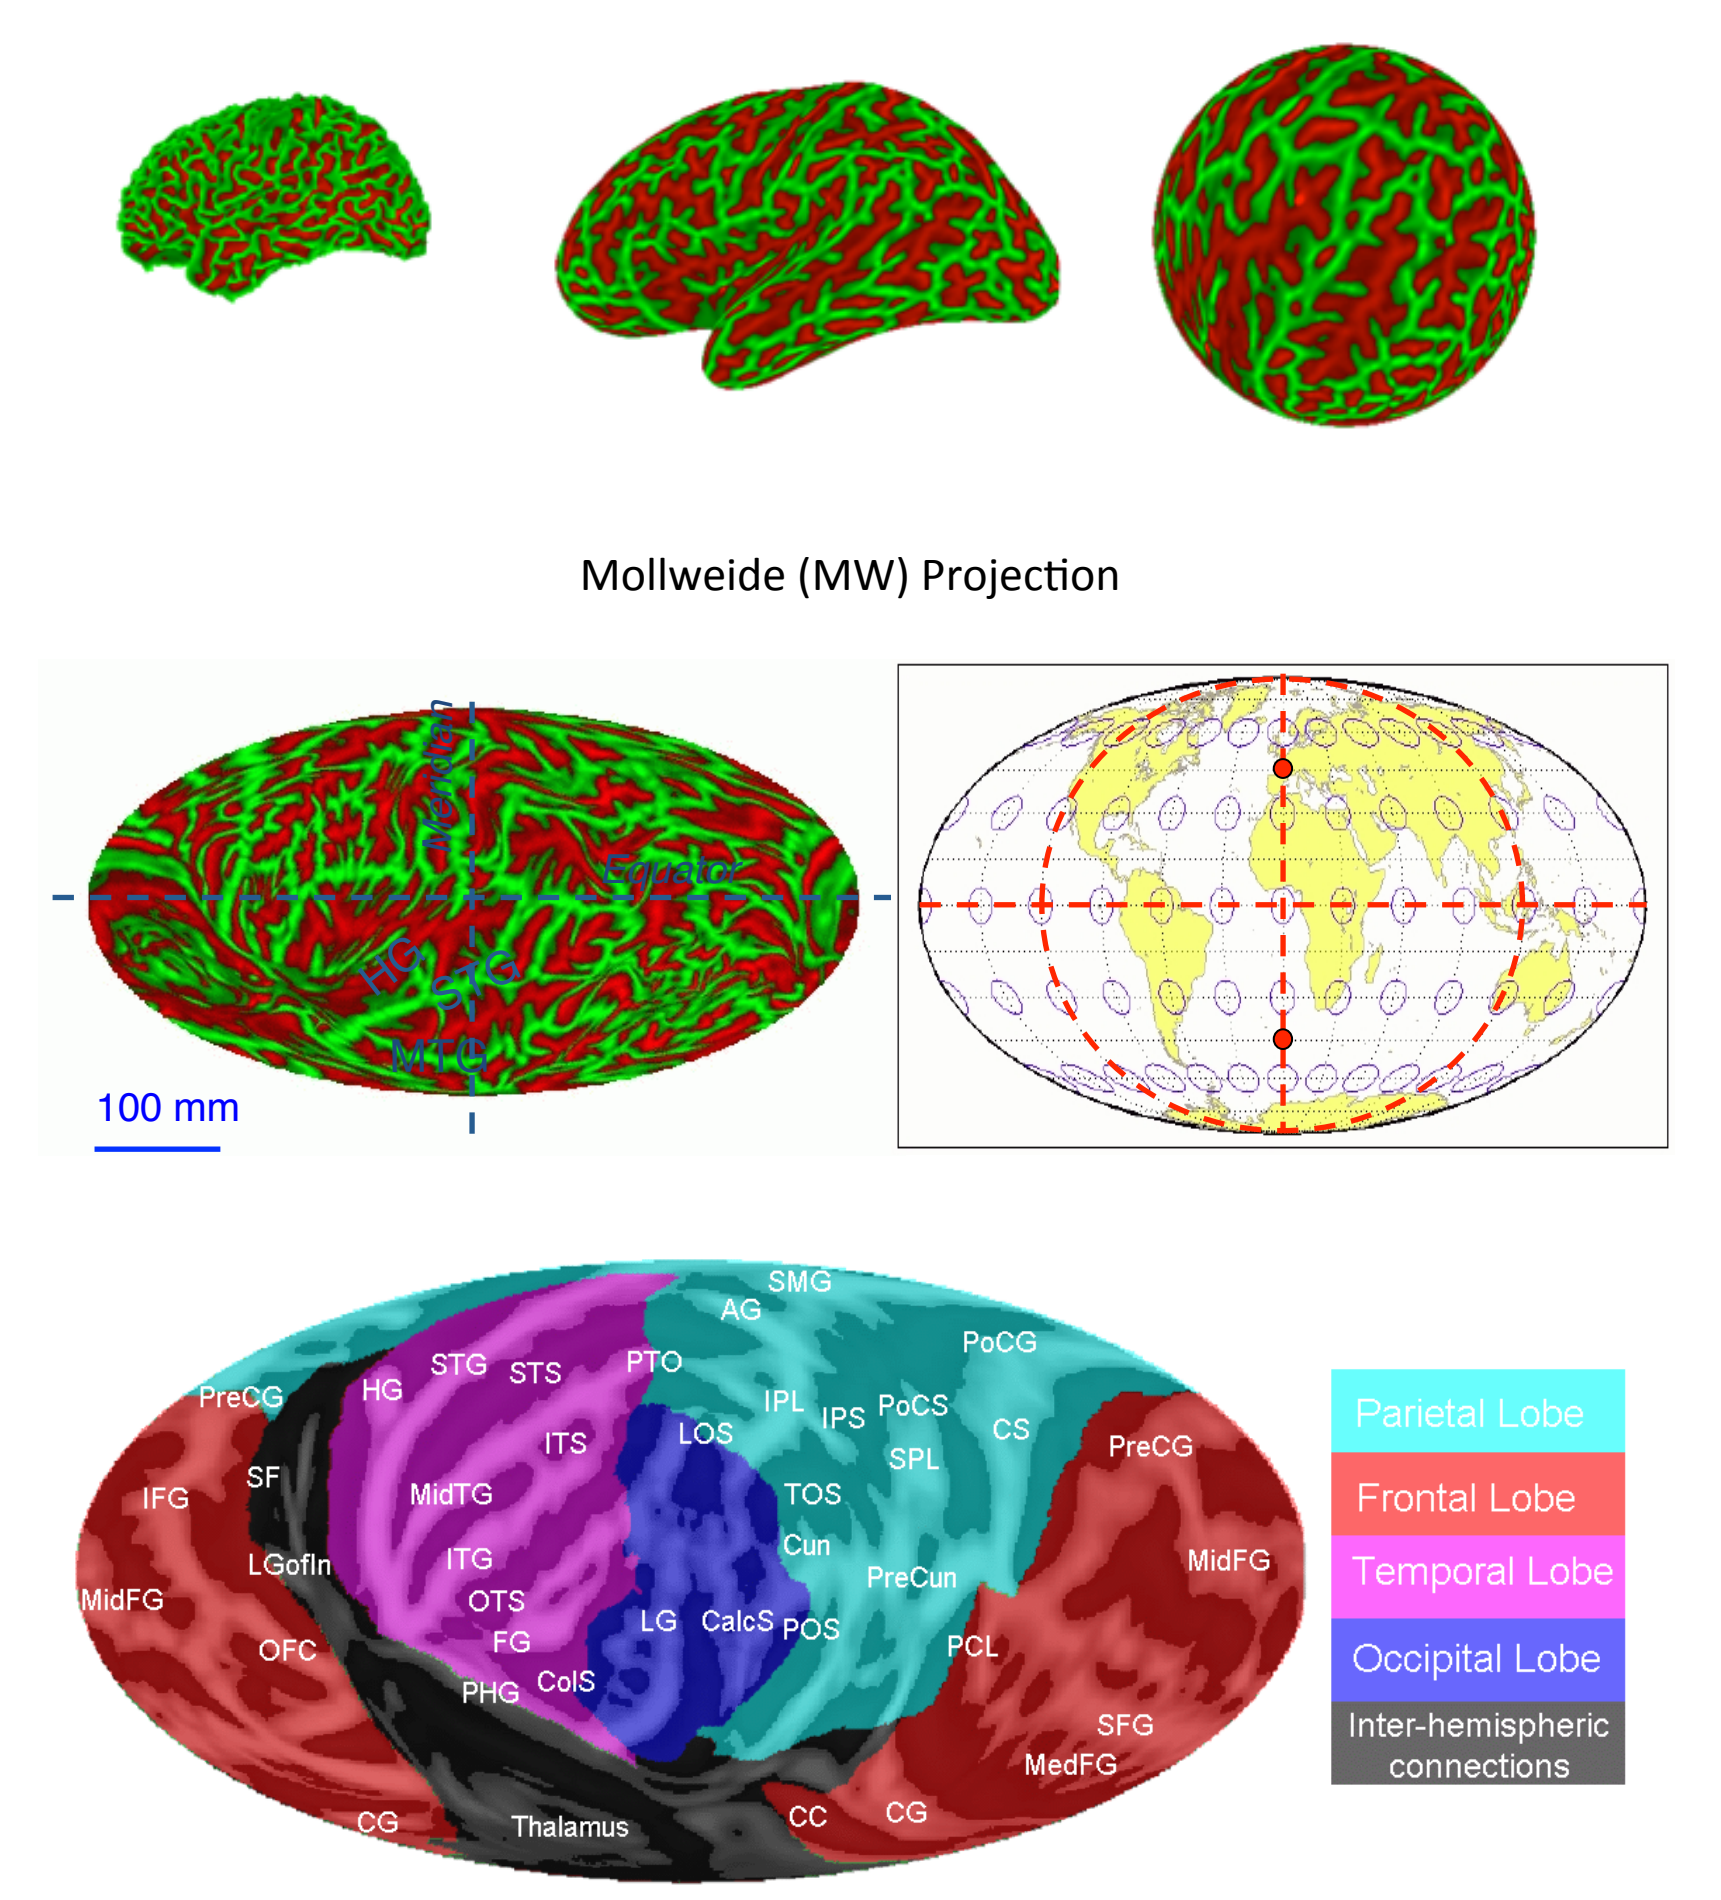 Mollweide (MW) Projection
Meridian
Equator
HG
STG
MTG
100 mm
SMG
AG
PoCG
STG
STS
PTO
HG
PreCG
IPL
IPS
PoCS
CS
LOS
ITS
SPL
PreCG
SF
IFG
MidTG
TOS
Cun
LGofIn
ITG
PreCun
MidFG
MidFG
OTS
LG
CalcS
POS
FG
OFC
PCL
ColS
PHG
SFG
MedFG
CG
Thalamus
CC
CG
Parietal Lobe
Frontal Lobe
Temporal Lobe
Occipital Lobe
Inter-hemispheric
connections